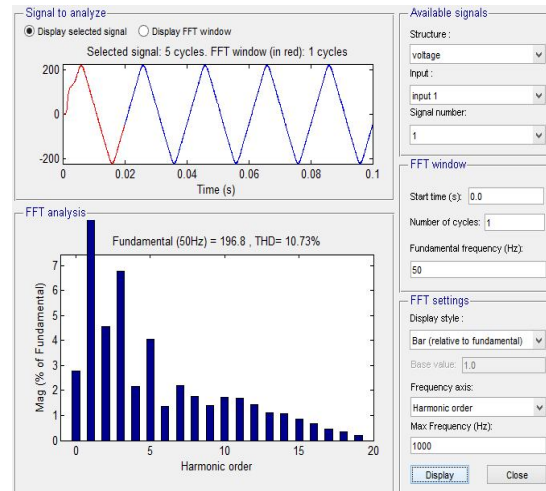 Signal to analyze
Display selected signal Display FFT window
Selected signal: 5 cycles. FFT window (in red): 1 cycles
200
0
-200
0 0.02 0.04 0.06 0.08 0.1
Time (s)
FFT analysis
Fundamental (50Hz) = 196.8 , THD= 10.73%
Mag (% of Fundamental)
7
6
5
4
3
2
1
0
0 5 10 15 20
Harmonic order
Available signals
Structure :
voltage
Input :
input 1
Signal number:
1
FFT window
Start time (s): 0.0
Number of cycles: 1
Fundamental frequency (Hz):
50
FFT settings
Display style :
Bar (relative to fundamental)
Base value: 1.0
Frequency axis:
Harmonic order
Max Frequency (Hz):
1000
Display Close